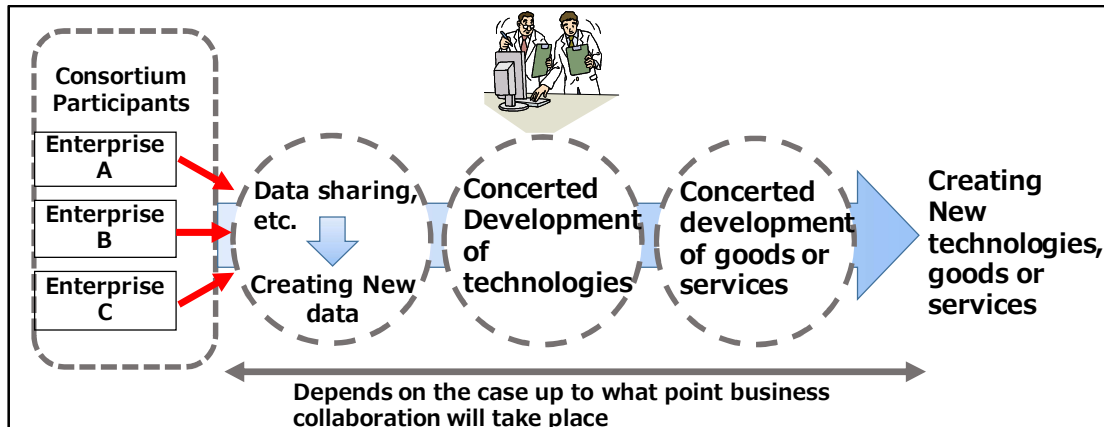 Consortium
Participants
Enterprise
A
Enterprise
B
Enterprise
C
Data sharing,
etc.
Creating New
data
Concerted
Development
of
technologies
Concerted
development
of goods or
services
Creating
New
technologies,
goods or
services
Depends on the case up to what point business
collaboration will take place